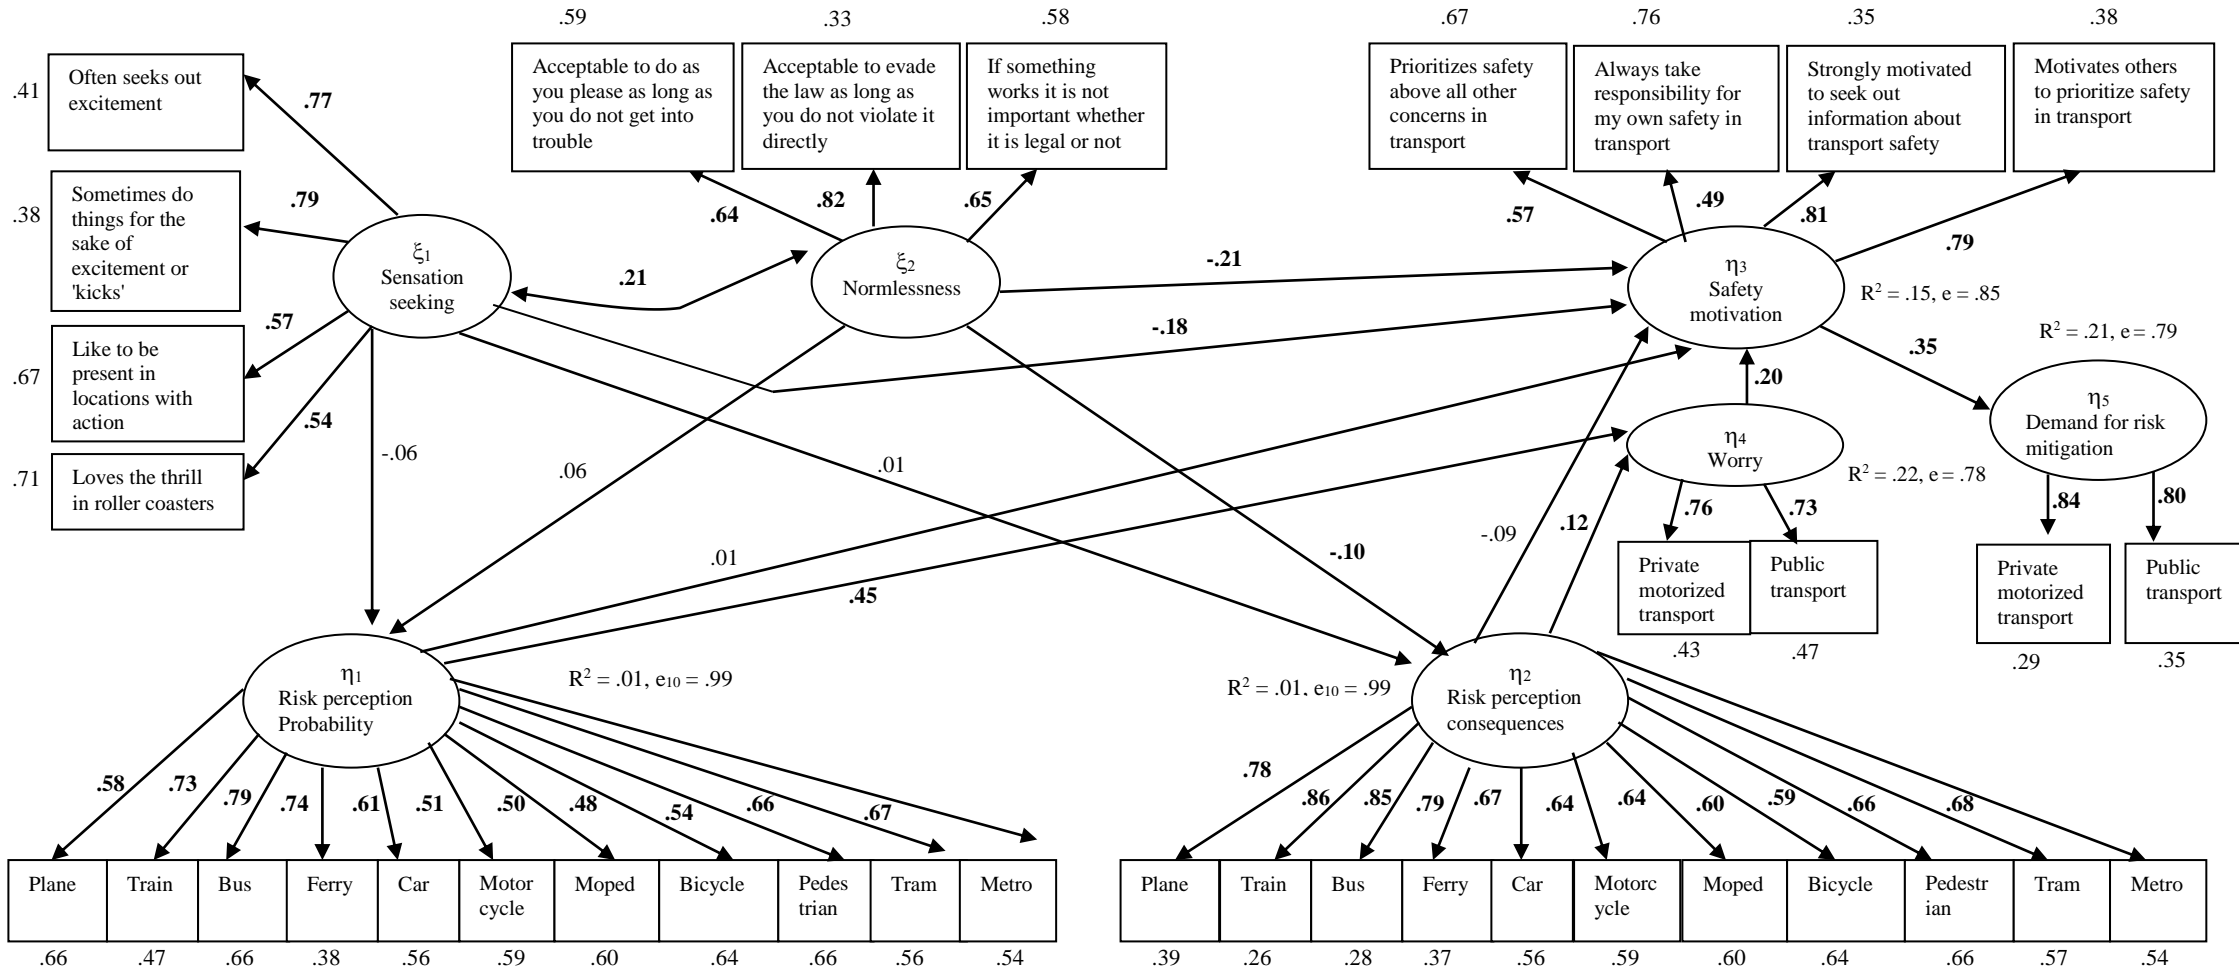 .59
.33
.58
.67
.76
.35
.38
.41
Often seeks out
excitement
.77
Acceptable to do as
you please as long as
you do not get into
trouble
Acceptable to evade
the law as long as
you do not violate it
directly
If something
works it is not
important whether
it is legal or not
Prioritizes safety
above all other
concerns in
transport
Always take
responsibility for
my own safety in
transport
Strongly motivated
to seek out
information about
transport safety
Motivates others
to prioritize safety
in transport
.38
Sometimes do
things for the
sake of
excitement or
'kicks'
.79
.64
.82
.65
.57
.49
.81
.79
ξ1
Sensation
seeking
.21
ξ2
Normlessness
-.21
η3
Safety
motivation
R² = .15, e = .85
.67
Like to be
present in
locations with
action
.57
-.18
.35
R² = .21, e = .79
.54
.20
η5
Demand for risk
mitigation
.71
Loves the thrill
in roller coasters
-.06
.06
.01
η4
Worry
R² = .22, e = .78
.76
.73
.84
.80
.01
.45
-.10
-.09
.12
Private
motorized
transport
Public
transport
Private
motorized
transport
Public
transport
.43
.47
.29
.35
η1
Risk perception
Probability
R² = .01, e10 = .99
R² = .01, e10 = .99
η2
Risk perception
consequences
.58
.73
.79
.74
.61
.51
.50
.48
.54
.66
.67
.78
.86
.85
.79
.67
.64
.64
.60
.59
.66
.68
Plane
Train
Bus
Ferry
Car
Motor
cycle
Moped
Bicycle
Pedes
trian
Tram
Metro
Plane
Train
Bus
Ferry
Car
Motorc
ycle
Moped
Bicycle
Pedestr
ian
Tram
Metro
.66
.47
.66
.38
.56
.59
.60
.64
.66
.56
.54
.39
.26
.28
.37
.56
.59
.60
.64
.66
.57
.54